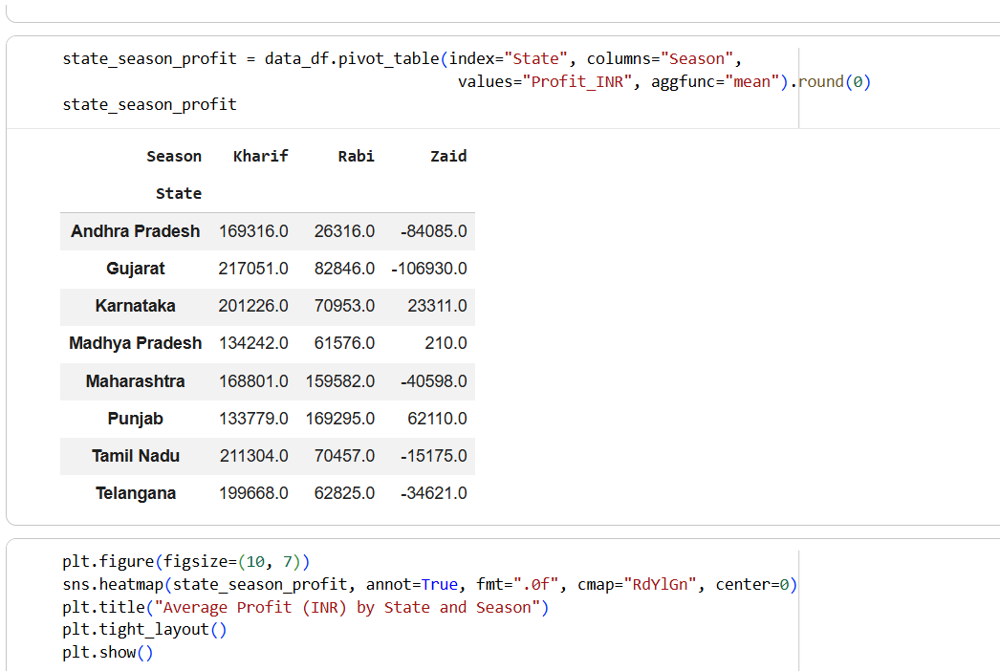 state_season_profit = data_df.pivot_table(index="State", columns="Season",
values="Profit_INR", aggfunc="mean").round(0)
state_season_profit
Season Kharif Rabi Zaid
State
Andhra Pradesh 169316.0 26316.0 -84085.0
Gujarat 217051.0 82846.0 -106930.0
Karnataka 201226.0 70953.0 23311.0
Madhya Pradesh 134242.0 61576.0 210.0
Maharashtra 168801.0 159582.0 -40598.0
Punjab 133779.0 169295.0 62110.0
Tamil Nadu 211304.0 70457.0 -15175.0
Telangana 199668.0 62825.0 -34621.0
plt.figure(figsize=(10, 7))
sns.heatmap(state_season_profit, annot=True, fmt=".0f", cmap="RdYlGn", center=0)
plt.title("Average Profit (INR) by State and Season")
plt.tight_layout()
plt.show()